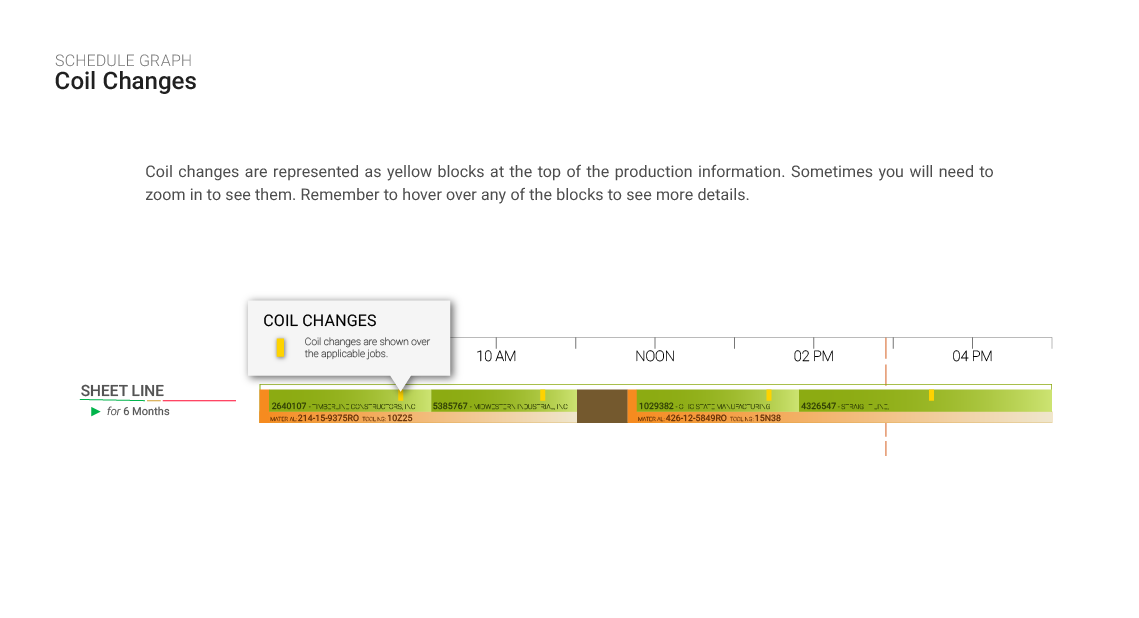 SCHEDULE GRAPH
Coil Changes
Coil changes are represented as yellow blocks at the top of the production information. Sometimes you will need to
zoom in to see them. Remember to hover over any of the blocks to see more details.
COIL CHANGES
Coil changes are shown over
the applicable jobs.
10 AM NOON 02 PM 04 PM
SHEET LINE
for 6 Months
2640107 - TIMBERLINE CONSTRUCTORS, INC 5385767 - MIDWESTERN INDUSTRIAL, INC 1029382 - OHIO STATE MANUFACTURING 4326547 -
MATERIAL: 214-15-9375RO TOOLING: 10Z25 MATERIAL: 426-12-5849RO TOOLING: 15N38